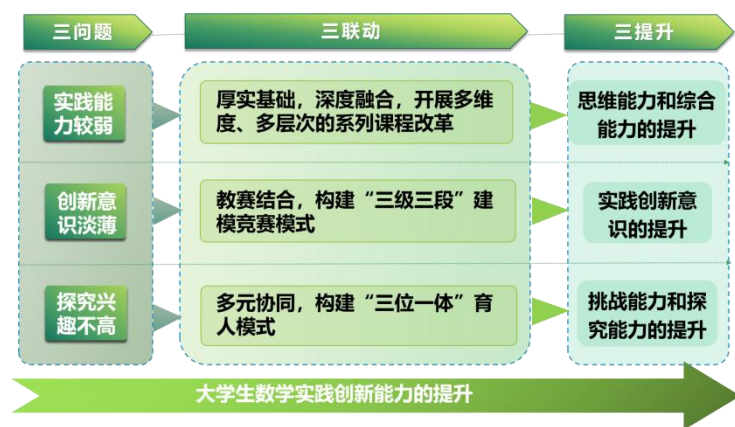 三问题
三联动
三提升
实践能
力较弱
厚实基础，深度融合，开展多维
度、多层次的系列课程改革
思维能力和综合
能力的提升
创新意
识淡薄
教赛结合，构建“三级三段”建
模竞赛模式
实践创新意
识的提升
探究兴
趣不高
多元协同，构建“三位一体”育
人模式
挑战能力和探
究能力的提升
大学生数学实践创新能力的提升